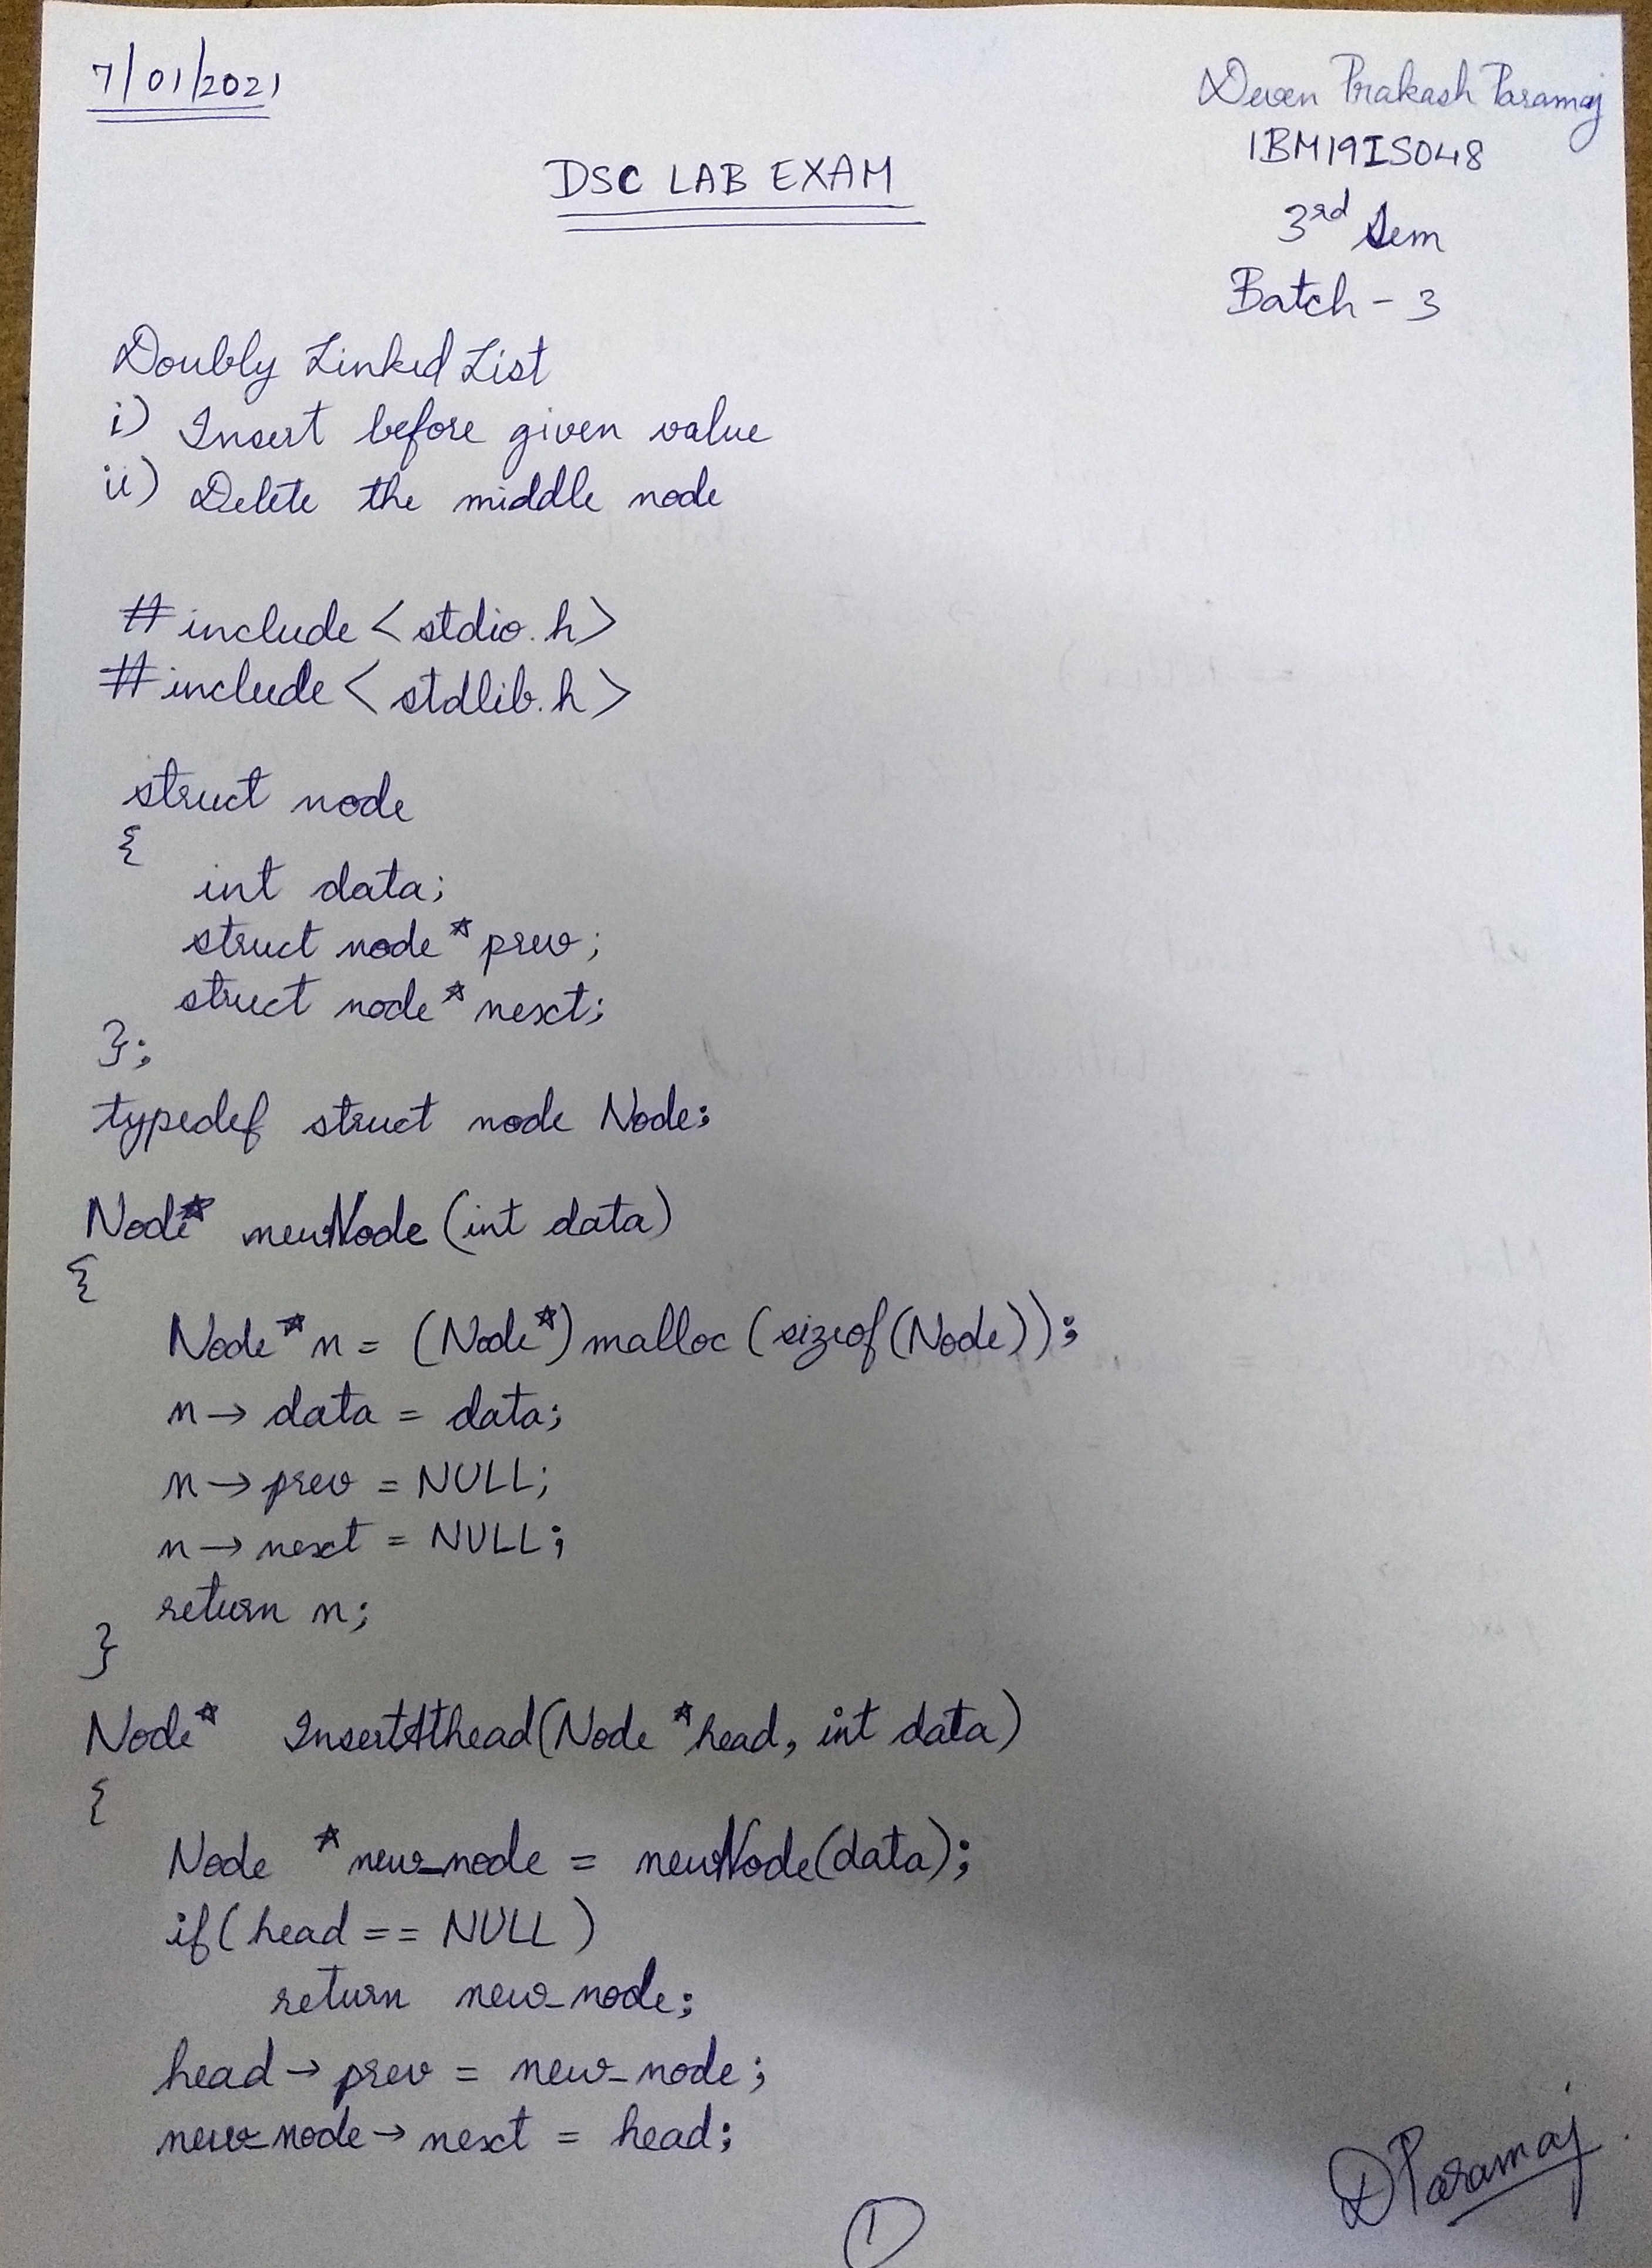 7/01/2021
Deven Prakash Paramaj
1BM19IS048
DSC LAB EXAM
3rd Sem
Batch - 3
Doubly Linked List
i) Insert before given value
ii) Delete the middle node
#include <stdio.h>
#include <stdlib.h>
struct node
{
int data;
struct node* prev;
struct node* next;
};
typedef struct node Node;
Node* newNode (int data)
{
Node* n = (Node*) malloc (sizeof(Node));
n → data = data;
n → prev = NULL;
n → next = NULL;
return n;
}
Node* InsertAthead(Node *head, int data)
{
Node *new_node = newNode(data);
if( head == NULL )
return new_node;
head → prev = new_node;
new_node → next = head;
DParamaj
1